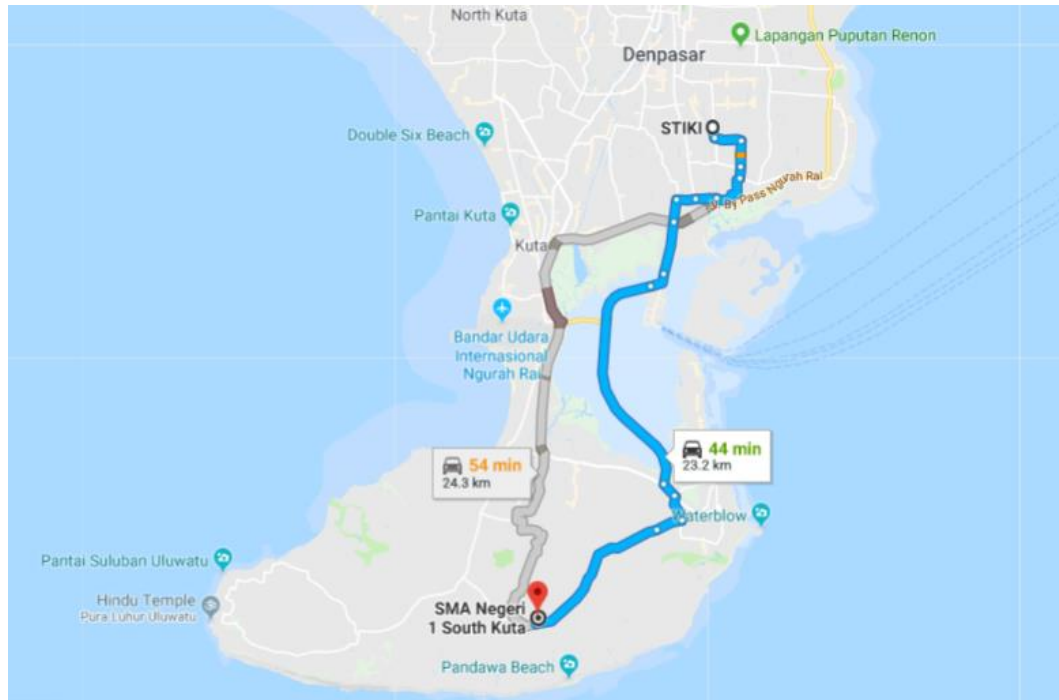 North Kuta
Lapangan Puputan Renon
Denpasar
STIKI
Double Six Beach
By Pass Ngurah Rai
Pantai Kuta
Kuta
Bandar Udara
Internasional
Ngurah Rai
54 min
24.3 km
44 min
23.2 km
Waterblow
Pantai Suluban Uluwatu
Hindu Temple
Pura Luhur Uluwatu
SMA Negeri
1 South Kuta
Pandawa Beach